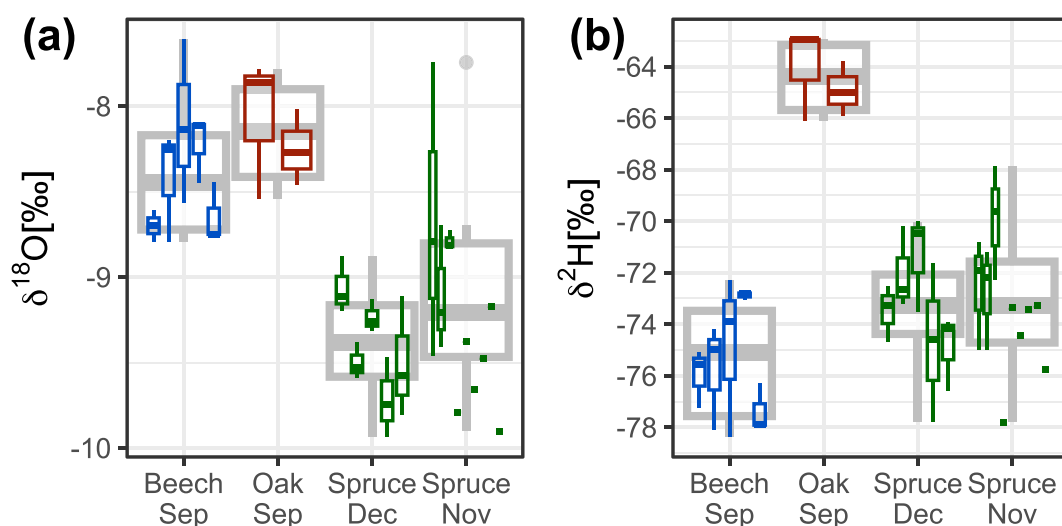 (a)
δ¹⁸O[‰]
-8
-9
-10
Beech Sep
Oak Sep
Spruce Dec
Spruce Nov
(b)
δ²H[‰]
-64
-66
-68
-70
-72
-74
-76
-78
Beech Sep
Oak Sep
Spruce Dec
Spruce Nov